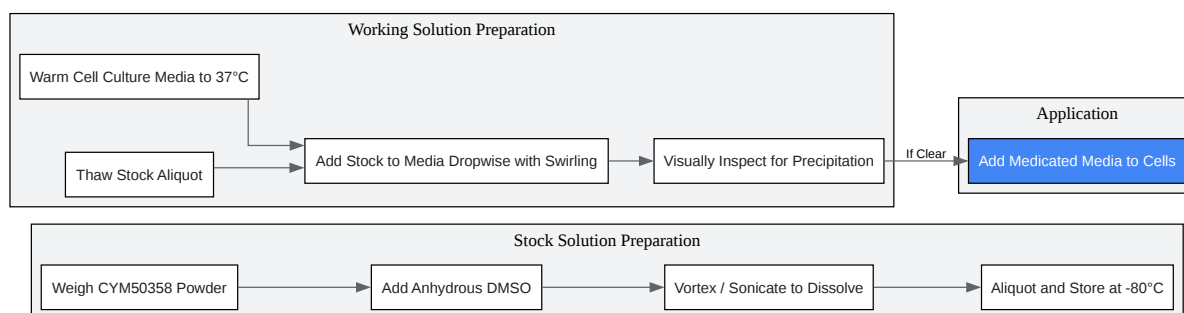 Working Solution Preparation
Warm Cell Culture Media to 37°C
Application
Add Stock to Media Dropwise with Swirling
Visually Inspect for Precipitation
If Clear
Add Medicated Media to Cells
Thaw Stock Aliquot
Stock Solution Preparation
Weigh CYM50358 Powder
Add Anhydrous DMSO
Vortex / Sonicate to Dissolve
Aliquot and Store at -80°C